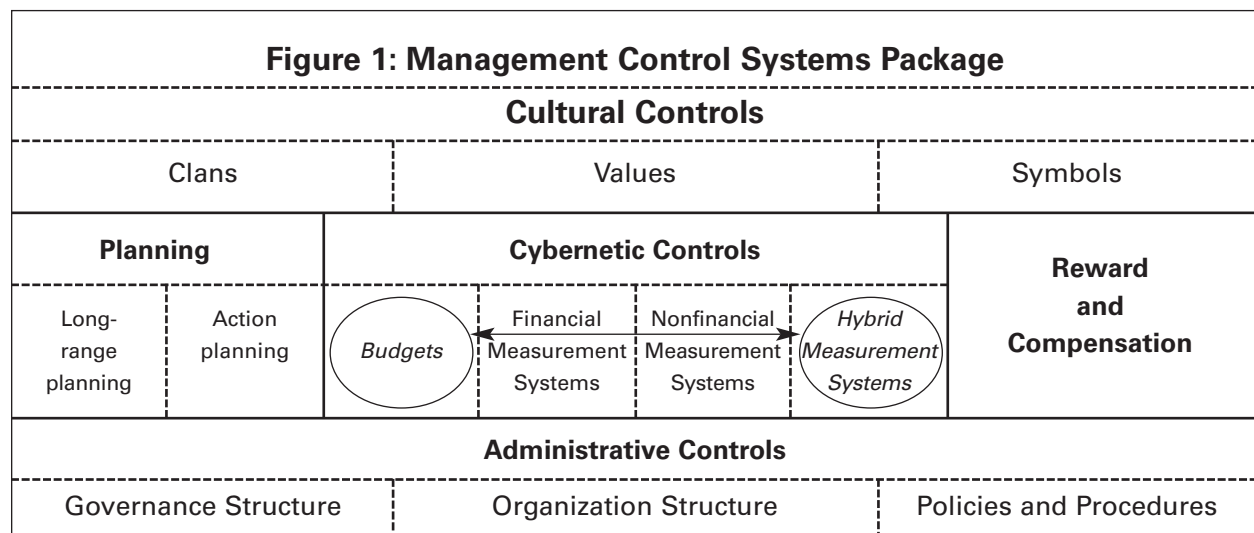 Figure 1: Management Control Systems Package
Cultural Controls
Clans
Values
Symbols
Planning
Long-
range
planning
Action
planning
Cybernetic Controls
Budgets
Financial
Measurement
Systems
Nonfinancial
Measurement
Systems
Hybrid
Measurement
Systems
Reward
and
Compensation
Administrative Controls
Governance Structure
Organization Structure
Policies and Procedures